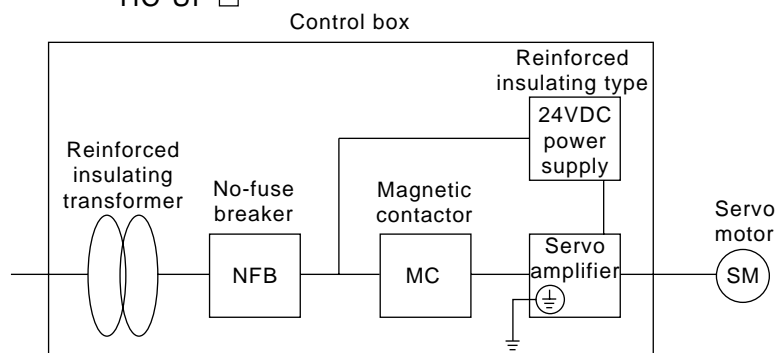 Control box
Reinforced
insulating type
24VDC
power
supply
Reinforced
insulating
transformer
No-fuse
breaker
NFB
Magnetic
contactor
MC
Servo
amplifier
Servo
motor
SM